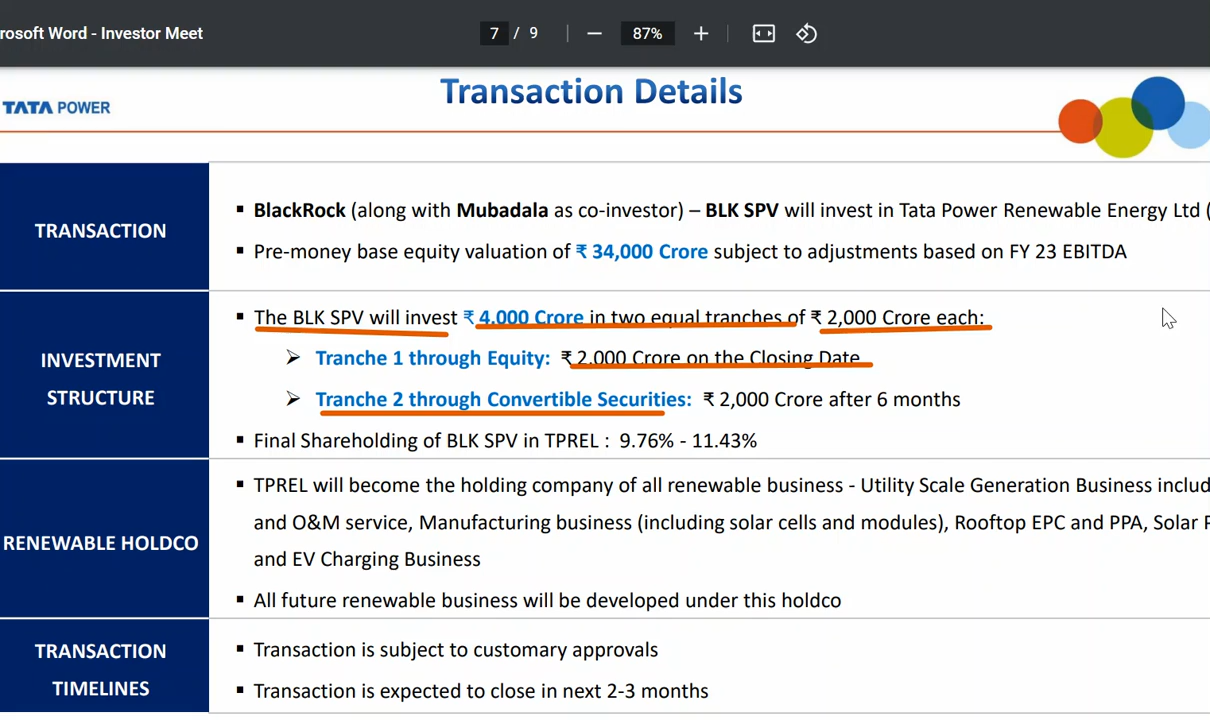 rosoft Word - Investor Meet
7 / 9
87%
Transaction Details
TATA POWER
TRANSACTION
▪ BlackRock (along with Mubadala as co-investor) – BLK SPV will invest in Tata Power Renewable Energy Ltd (
▪ Pre-money base equity valuation of ₹ 34,000 Crore subject to adjustments based on FY 23 EBITDA
INVESTMENT
STRUCTURE
▪ The BLK SPV will invest ₹ 4,000 Crore in two equal tranches of ₹ 2,000 Crore each:
➢ Tranche 1 through Equity: ₹ 2,000 Crore on the Closing Date
➢ Tranche 2 through Convertible Securities: ₹ 2,000 Crore after 6 months
▪ Final Shareholding of BLK SPV in TPREL : 9.76% - 11.43%
RENEWABLE HOLDCO
▪ TPREL will become the holding company of all renewable business - Utility Scale Generation Business includ
and O&M service, Manufacturing business (including solar cells and modules), Rooftop EPC and PPA, Solar P
and EV Charging Business
▪ All future renewable business will be developed under this holdco
TRANSACTION
TIMELINES
▪ Transaction is subject to customary approvals
▪ Transaction is expected to close in next 2-3 months